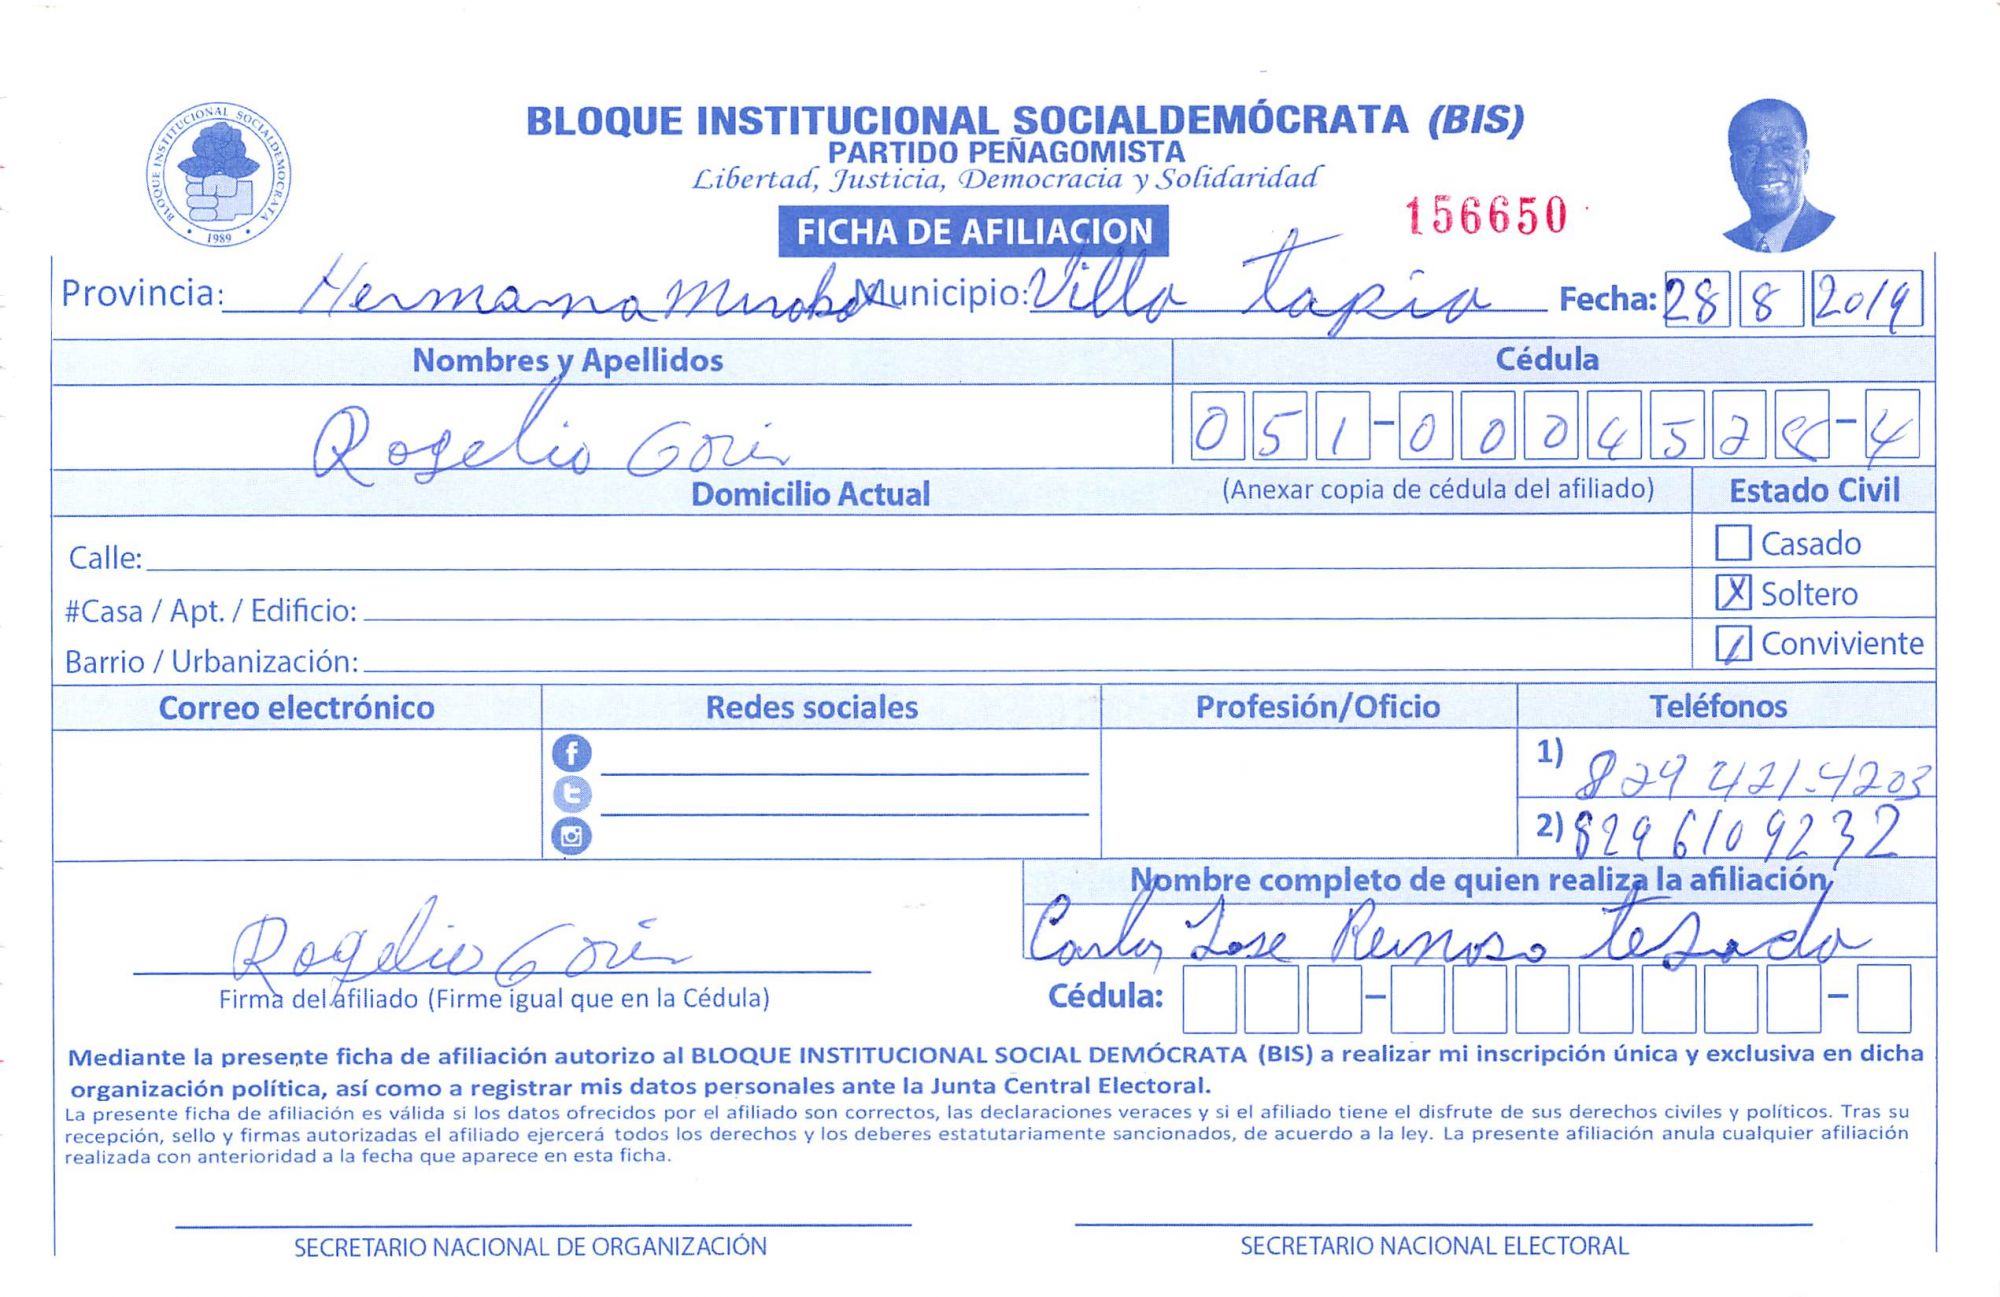 BLOQUE INSTITUCIONAL SOCIALDEMÓCRATA (BIS)
PARTIDO PEÑAGOMISTA
Libertad, Justicia, Democracia y Solidaridad
BLOQUE INSTITUCIONAL SOCIALDEMOCRATA
1989
156650
FICHA DE AFILIACION
Provincia: Hermana Municipio: Villa Tapia Fecha: 28 8 2019
Nombres y Apellidos Cédula
Rogelio 051-0004528-4
Domicilio Actual (Anexar copia de cédula del afiliado) Estado Civil
Calle: Casado
#Casa / Apt. / Edificio: X Soltero
Barrio / Urbanización: / Conviviente
Correo electrónico Redes sociales Profesión/Oficio Teléfonos
1) 829 421-4203
2) 829 610 9232
Nombre completo de quien realiza la afiliación
Rogelio Carlos Jose Reinoso
Firma del afiliado (Firme igual que en la Cédula) Cédula:
Mediante la presente ficha de afiliación autorizo al BLOQUE INSTITUCIONAL SOCIAL DEMÓCRATA (BIS) a realizar mi inscripción única y exclusiva en dicha
organización política, así como a registrar mis datos personales ante la Junta Central Electoral.
La presente ficha de afiliación es válida si los datos ofrecidos por el afiliado son correctos, las declaraciones veraces y si el afiliado tiene el disfrute de sus derechos civiles y políticos. Tras su
recepción, sello y firmas autorizadas el afiliado ejercerá todos los derechos y los deberes estatutariamente sancionados, de acuerdo a la ley. La presente afiliación anula cualquier afiliación
realizada con anterioridad a la fecha que aparece en esta ficha.
SECRETARIO NACIONAL DE ORGANIZACIÓN SECRETARIO NACIONAL ELECTORAL